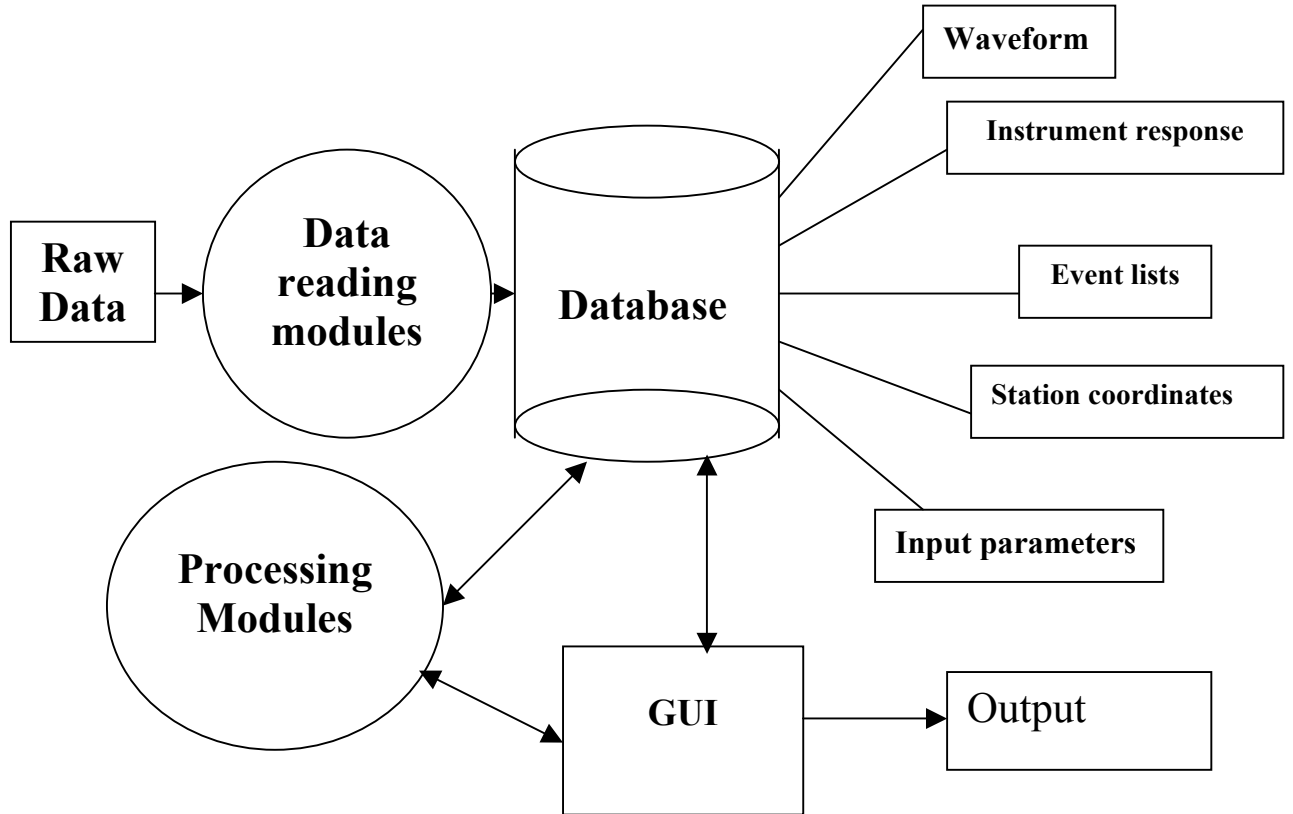 Waveform
Instrument response
Raw
Data
Data
reading
modules
Database
Event lists
Station coordinates
Input parameters
Processing
Modules
GUI
Output